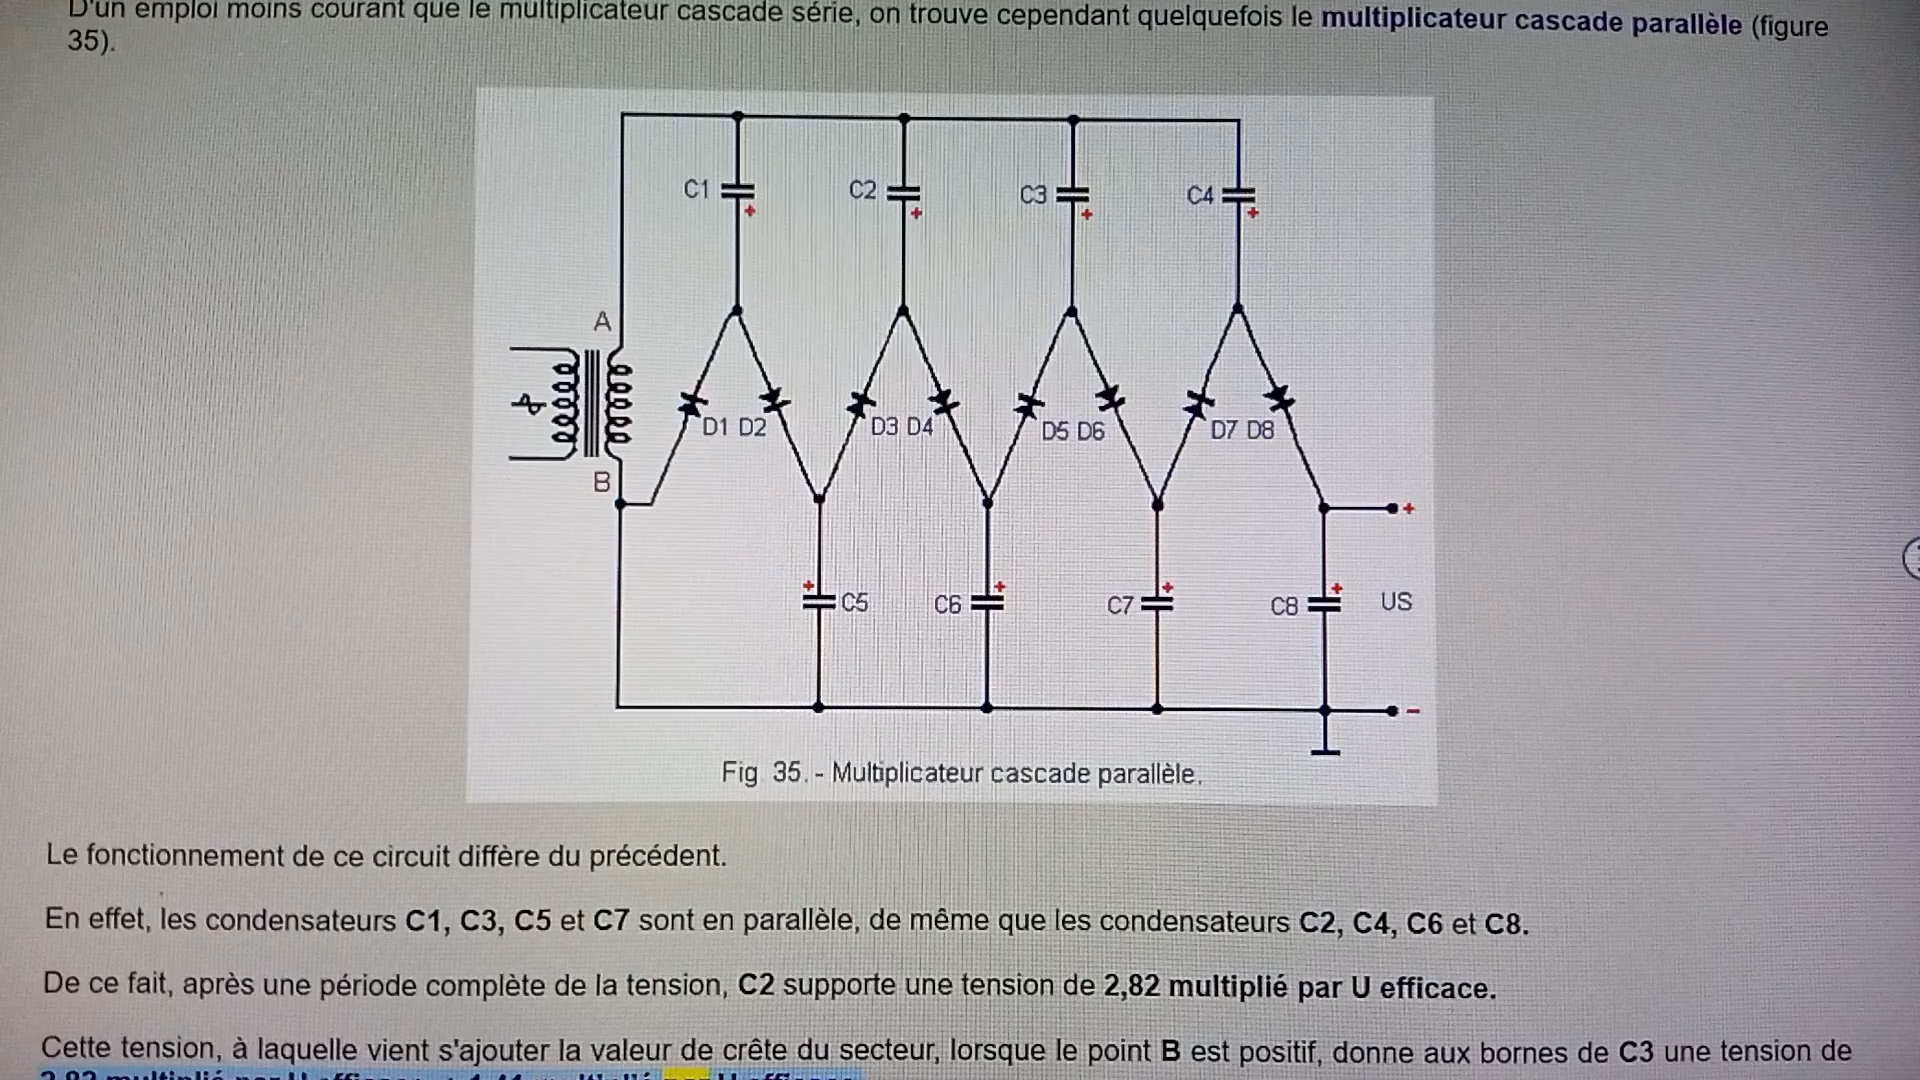 D'un emploi moins courant que le multiplicateur cascade série, on trouve cependant quelquefois le multiplicateur cascade parallèle (figure
35).
C1 C2 C3 C4
+ + + +
A
D1 D2 D3 D4 D5 D6 D7 D8
B
+
+ + + +
C5 C6 C7 C8 US
-
Fig 35. - Multiplicateur cascade parallèle.
Le fonctionnement de ce circuit diffère du précédent.
En effet, les condensateurs C1, C3, C5 et C7 sont en parallèle, de même que les condensateurs C2, C4, C6 et C8.
De ce fait, après une période complète de la tension, C2 supporte une tension de 2,82 multiplié par U efficace.
Cette tension, à laquelle vient s'ajouter la valeur de crête du secteur, lorsque le point B est positif, donne aux bornes de C3 une tension de